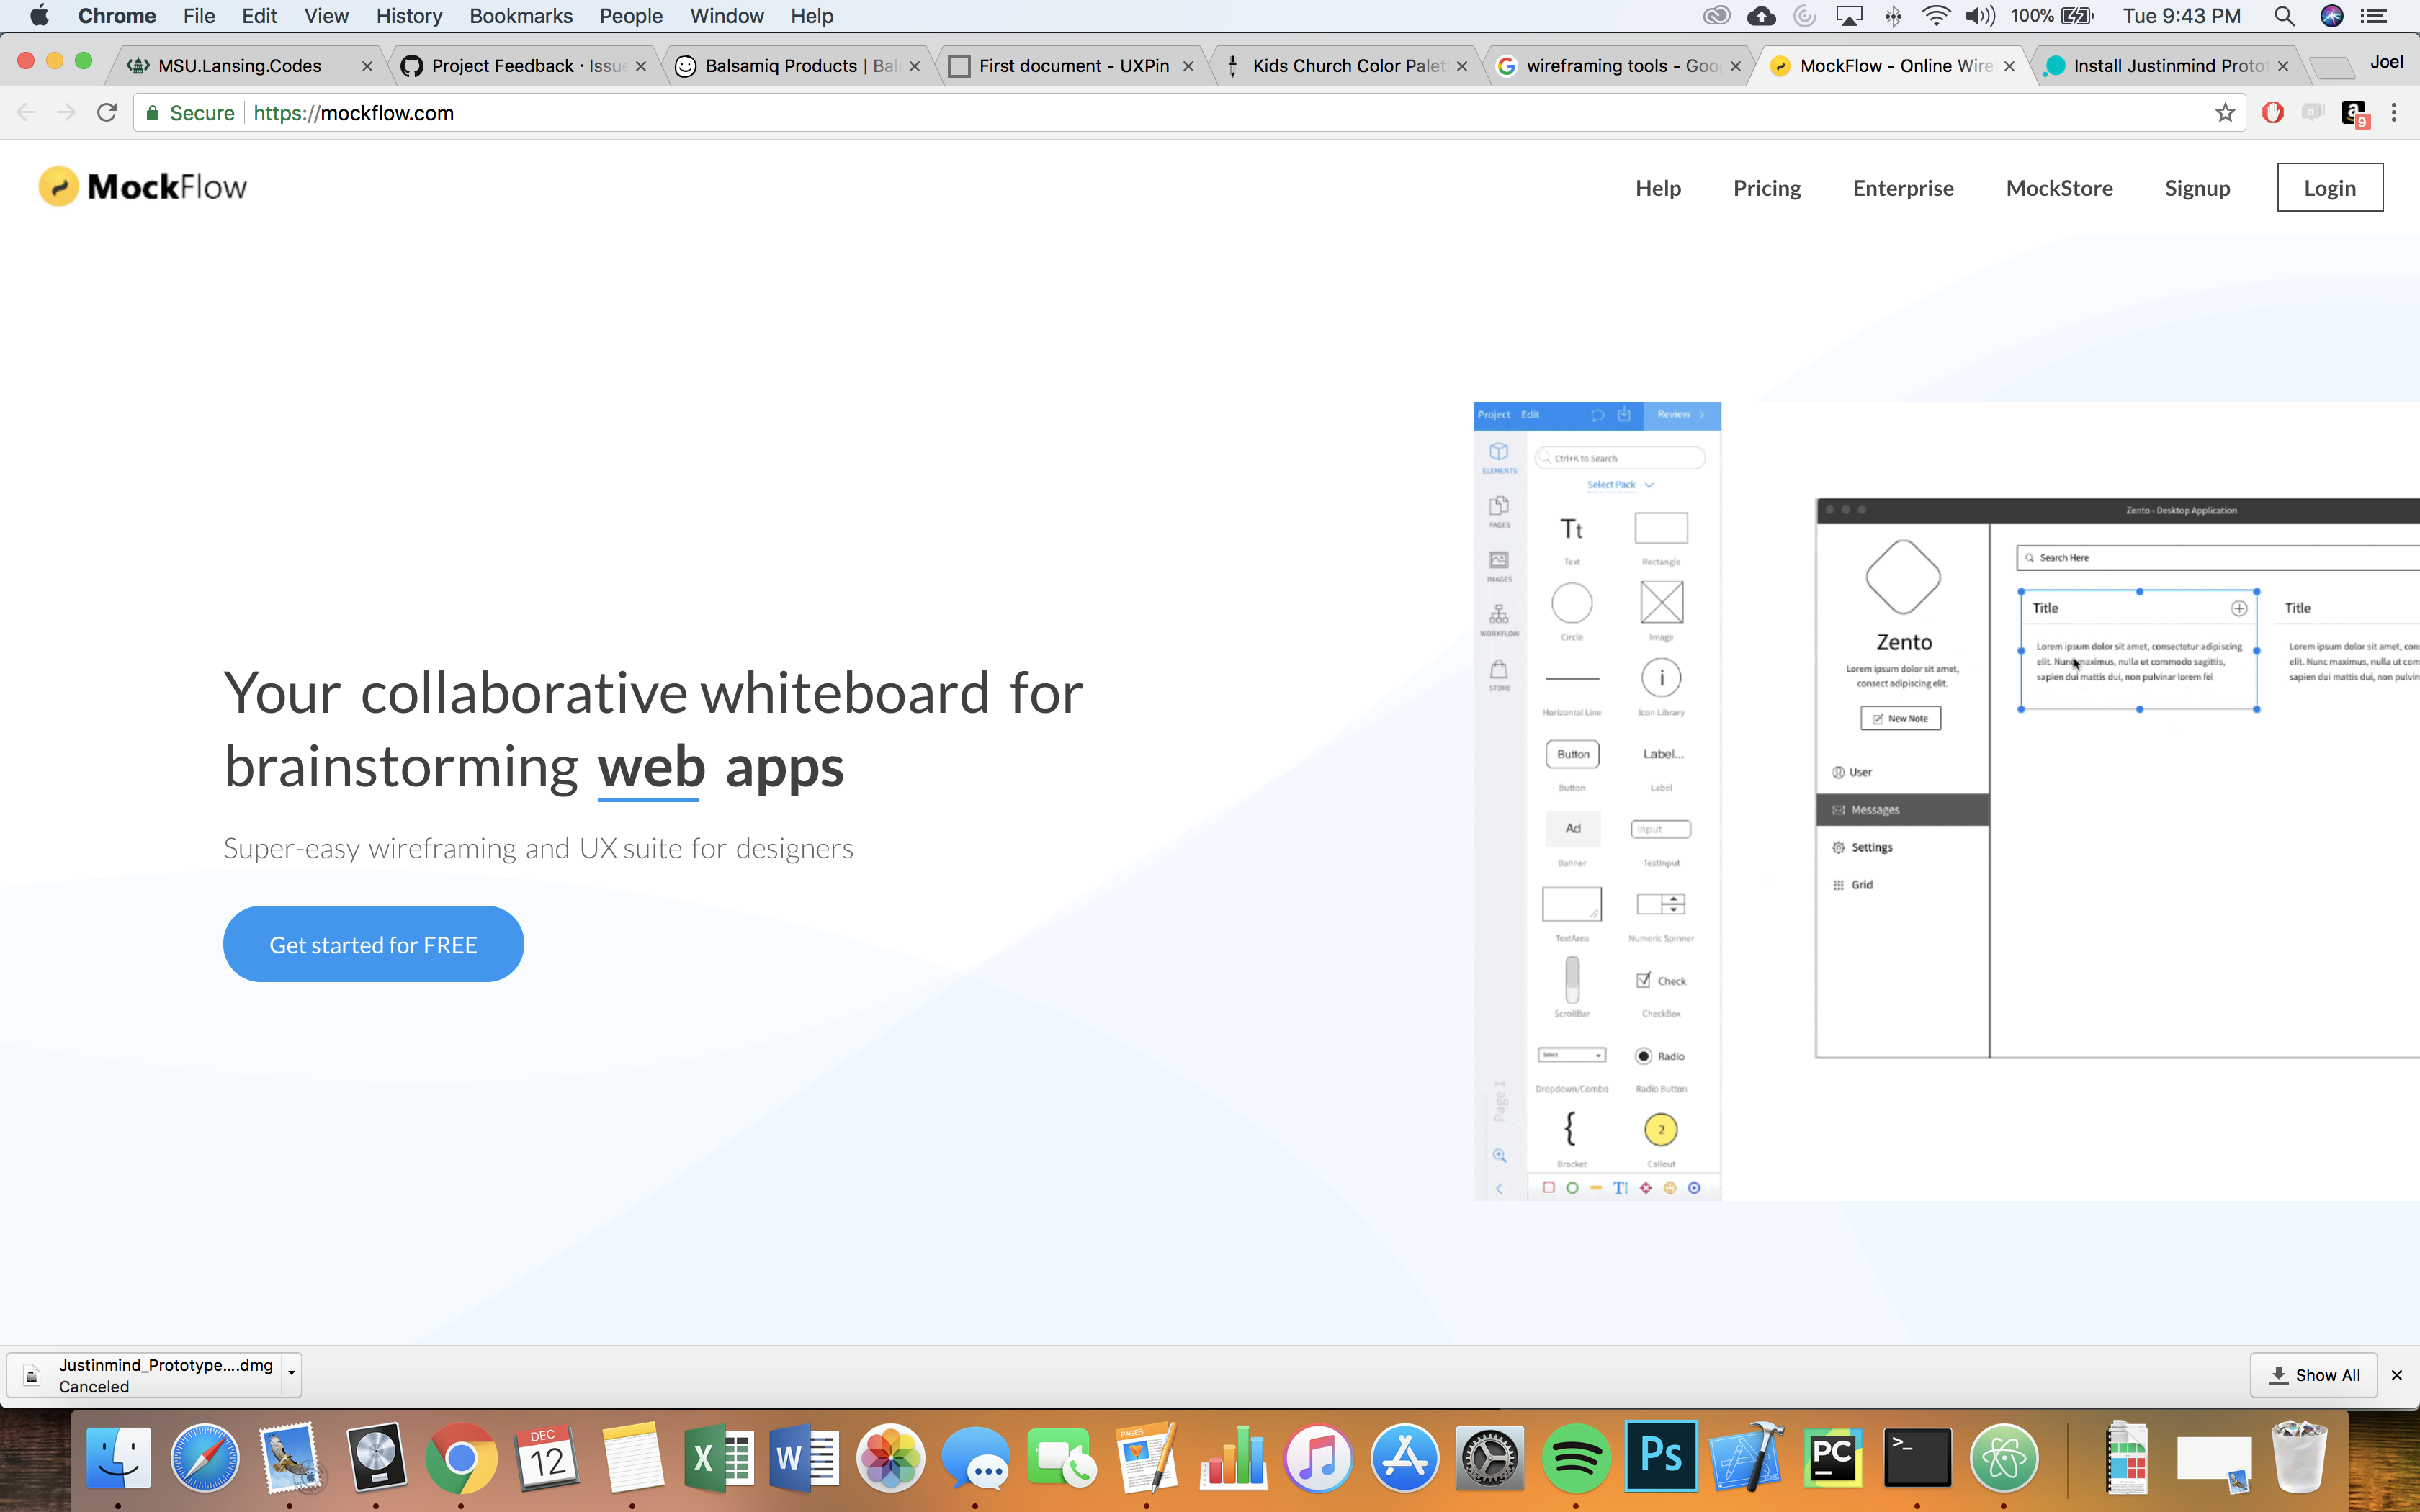 Chrome File Edit View History Bookmarks People Window Help 100% Tue 9:43 PM
MSU.Lansing.Codes Project Feedback · Issue Balsamiq Products | Bal First document - UXPin Kids Church Color Palet wireframing tools - Goo MockFlow - Online Wire Install Justinmind Proto Joel
Secure https://mockflow.com a 9
MockFlow Help Pricing Enterprise MockStore Signup Login
Your collaborative whiteboard for
brainstorming web apps
Super-easy wireframing and UX suite for designers
Get started for FREE
Project Edit Review
ELEMENTS
PAGES
IMAGES
WORKFLOW
STORE
Page 1
Ctrl+K to Search
Select Pack
Tt
Text Rectangle
Circle Image
i
Horizontal Line Icon Library
Button Label...
Button Label
Ad Input
Banner TextInput
TextArea Numeric Spinner
Check
ScrollBar CheckBox
Select Radio
Dropdown/Combo Radio Button
{ 2
Bracket Callout
T
Zento - Desktop Application
Zento
Lorem ipsum dolor sit amet,
consect adipiscing elit.
New Note
User
Messages
Settings
Grid
Search Here
Title
Lorem ipsum dolor sit amet, consectetur adipiscing
elit. Nunc maximus, nulla ut commodo sagittis,
sapien dui mattis dui, non pulvinar lorem fel
Title
Lorem ipsum dolor sit amet, con
elit. Nunc maximus, nulla ut com
sapien dui mattis dui, non pulvin
Justinmind_Prototype....dmg
Canceled
Show All
DEC
12
X
W
PAGES
Ps
PC
>_